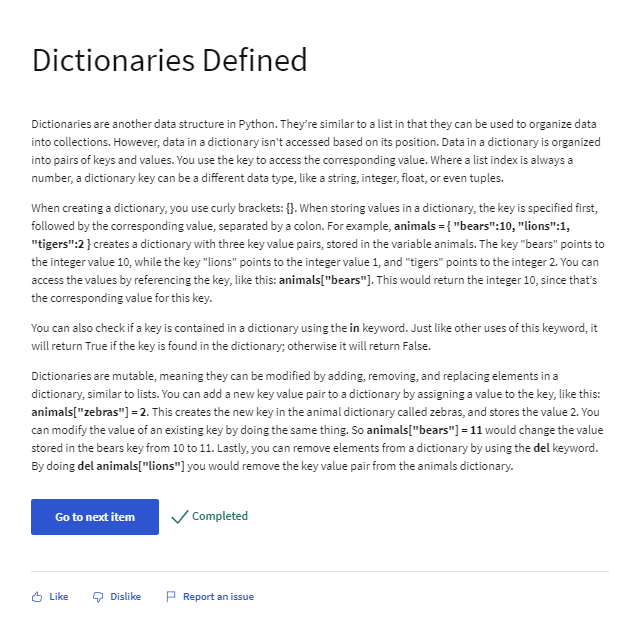 Dictionaries Defined
Dictionaries are another data structure in Python. They're similar to a list in that they can be used to organize data
into collections. However, data in a dictionary isn't accessed based on its position. Data in a dictionary is organized
into pairs of keys and values. You use the key to access the corresponding value. Where a list index is always a
number, a dictionary key can be a different data type, like a string, integer, float, or even tuples.
When creating a dictionary, you use curly brackets: {}. When storing values in a dictionary, the key is specified first,
followed by the corresponding value, separated by a colon. For example, animals = { "bears":10, "lions":1,
"tigers":2 } creates a dictionary with three key value pairs, stored in the variable animals. The key "bears" points to
the integer value 10, while the key "lions" points to the integer value 1, and "tigers" points to the integer 2. You can
access the values by referencing the key, like this: animals["bears"]. This would return the integer 10, since that's
the corresponding value for this key.
You can also check if a key is contained in a dictionary using the in keyword. Just like other uses of this keyword, it
will return True if the key is found in the dictionary; otherwise it will return False.
Dictionaries are mutable, meaning they can be modified by adding, removing, and replacing elements in a
dictionary, similar to lists. You can add a new key value pair to a dictionary by assigning a value to the key, like this:
animals["zebras"] = 2. This creates the new key in the animal dictionary called zebras, and stores the value 2. You
can modify the value of an existing key by doing the same thing. So animals["bears"] = 11 would change the value
stored in the bears key from 10 to 11. Lastly, you can remove elements from a dictionary by using the del keyword.
By doing del animals["lions"] you would remove the key value pair from the animals dictionary.
Go to next item Completed
Like Dislike Report an issue